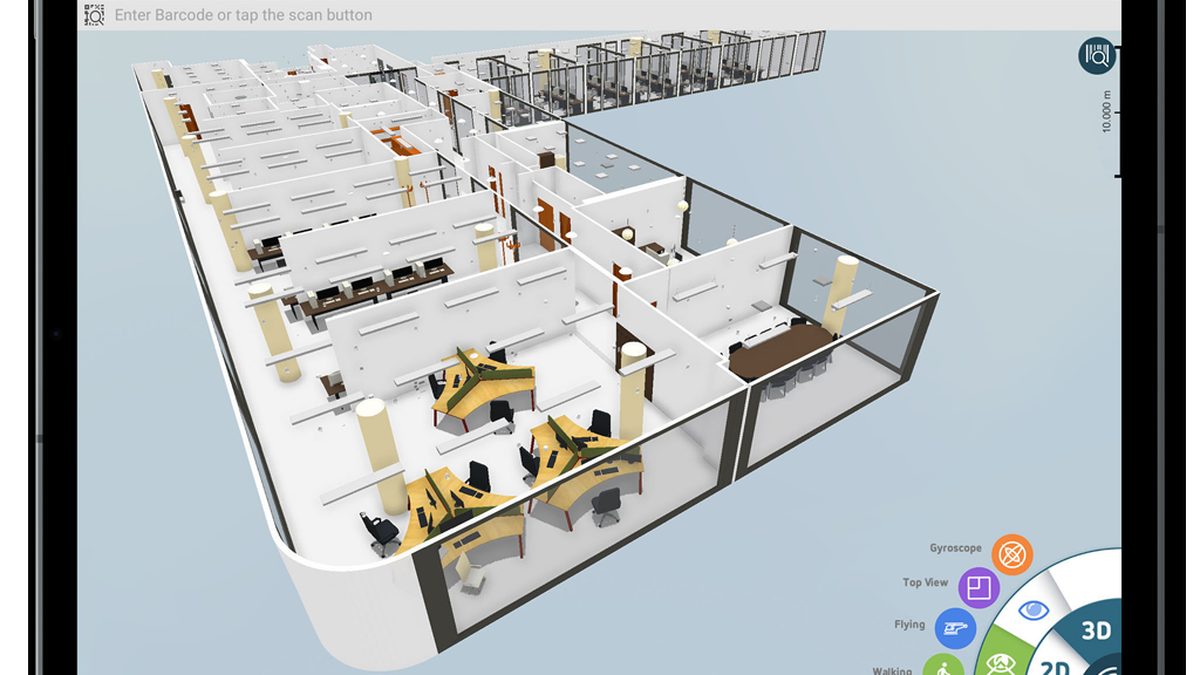 Enter Barcode or tap the scan button
10.000 m
Gyroscope
Top View
Flying
Walking
3D
2D